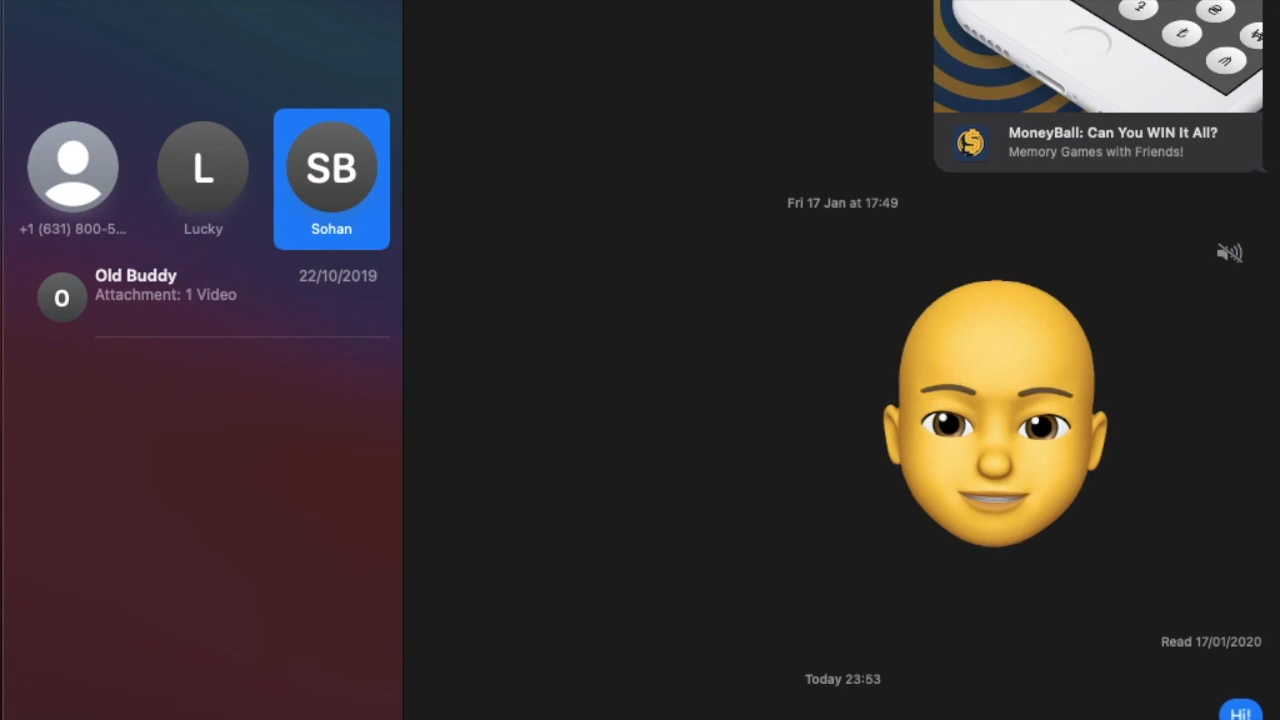 L
SB
+1 (631) 800-5...
Lucky
Sohan
O
Old Buddy
22/10/2019
Attachment: 1 Video
MoneyBall: Can You WIN It All?
Memory Games with Friends!
Fri 17 Jan at 17:49
Read 17/01/2020
Today 23:53
Hi!